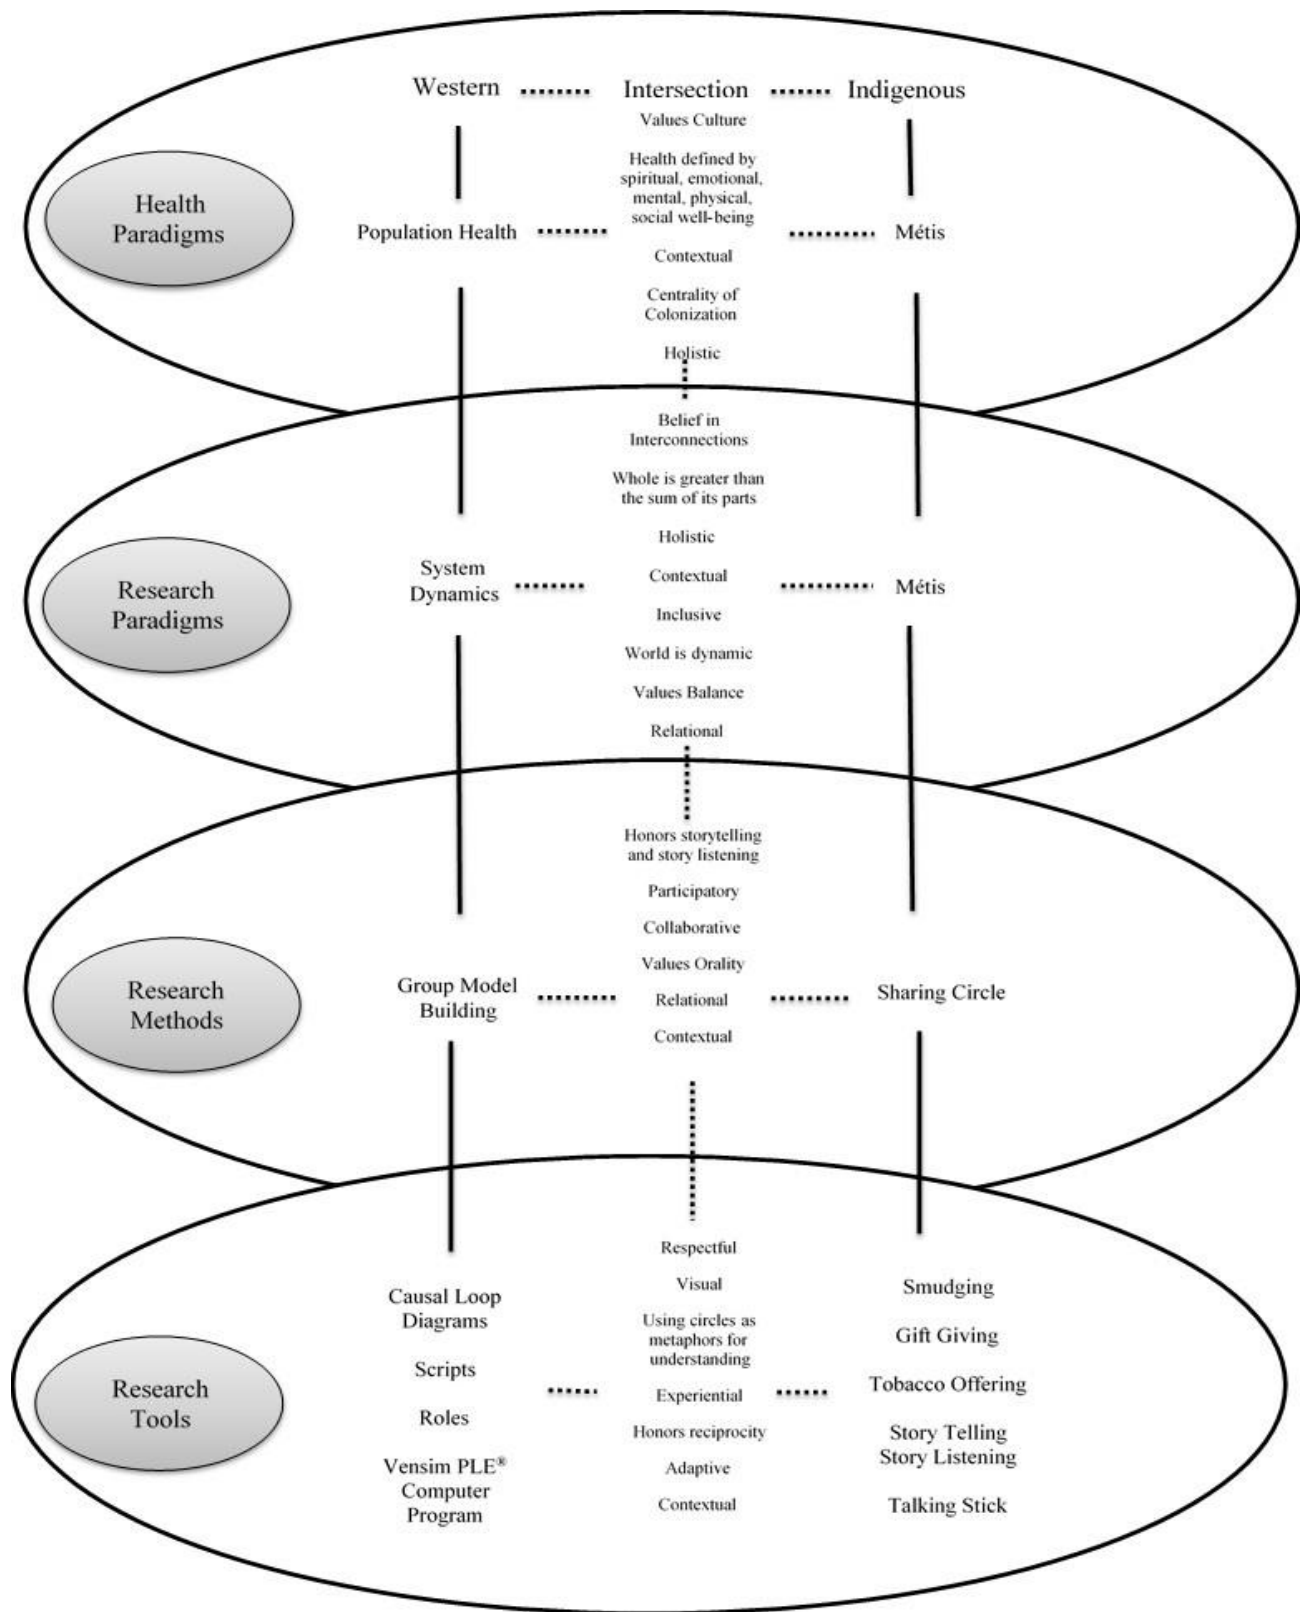 Western
Intersection
Indigenous
Values Culture
Health defined by
spiritual, emotional,
mental, physical,
social well-being
Health
Paradigms
Population Health
Métis
Contextual
Centrality of
Colonization
Holistic
Belief in
Interconnections
Whole is greater than
the sum of its parts
Holistic
Research
Paradigms
System
Dynamics
Contextual
Métis
Inclusive
World is dynamic
Values Balance
Relational
Honors storytelling
and story listening
Participatory
Collaborative
Values Orality
Research
Methods
Group Model
Building
Relational
Sharing Circle
Contextual
Respectful
Visual
Using circles as
metaphors for
understanding
Experiential
Honors reciprocity
Adaptive
Contextual
Research
Tools
Causal Loop
Diagrams
Scripts
Roles
Vensim PLE®
Computer
Program
Smudging
Gift Giving
Tobacco Offering
Story Telling
Story Listening
Talking Stick